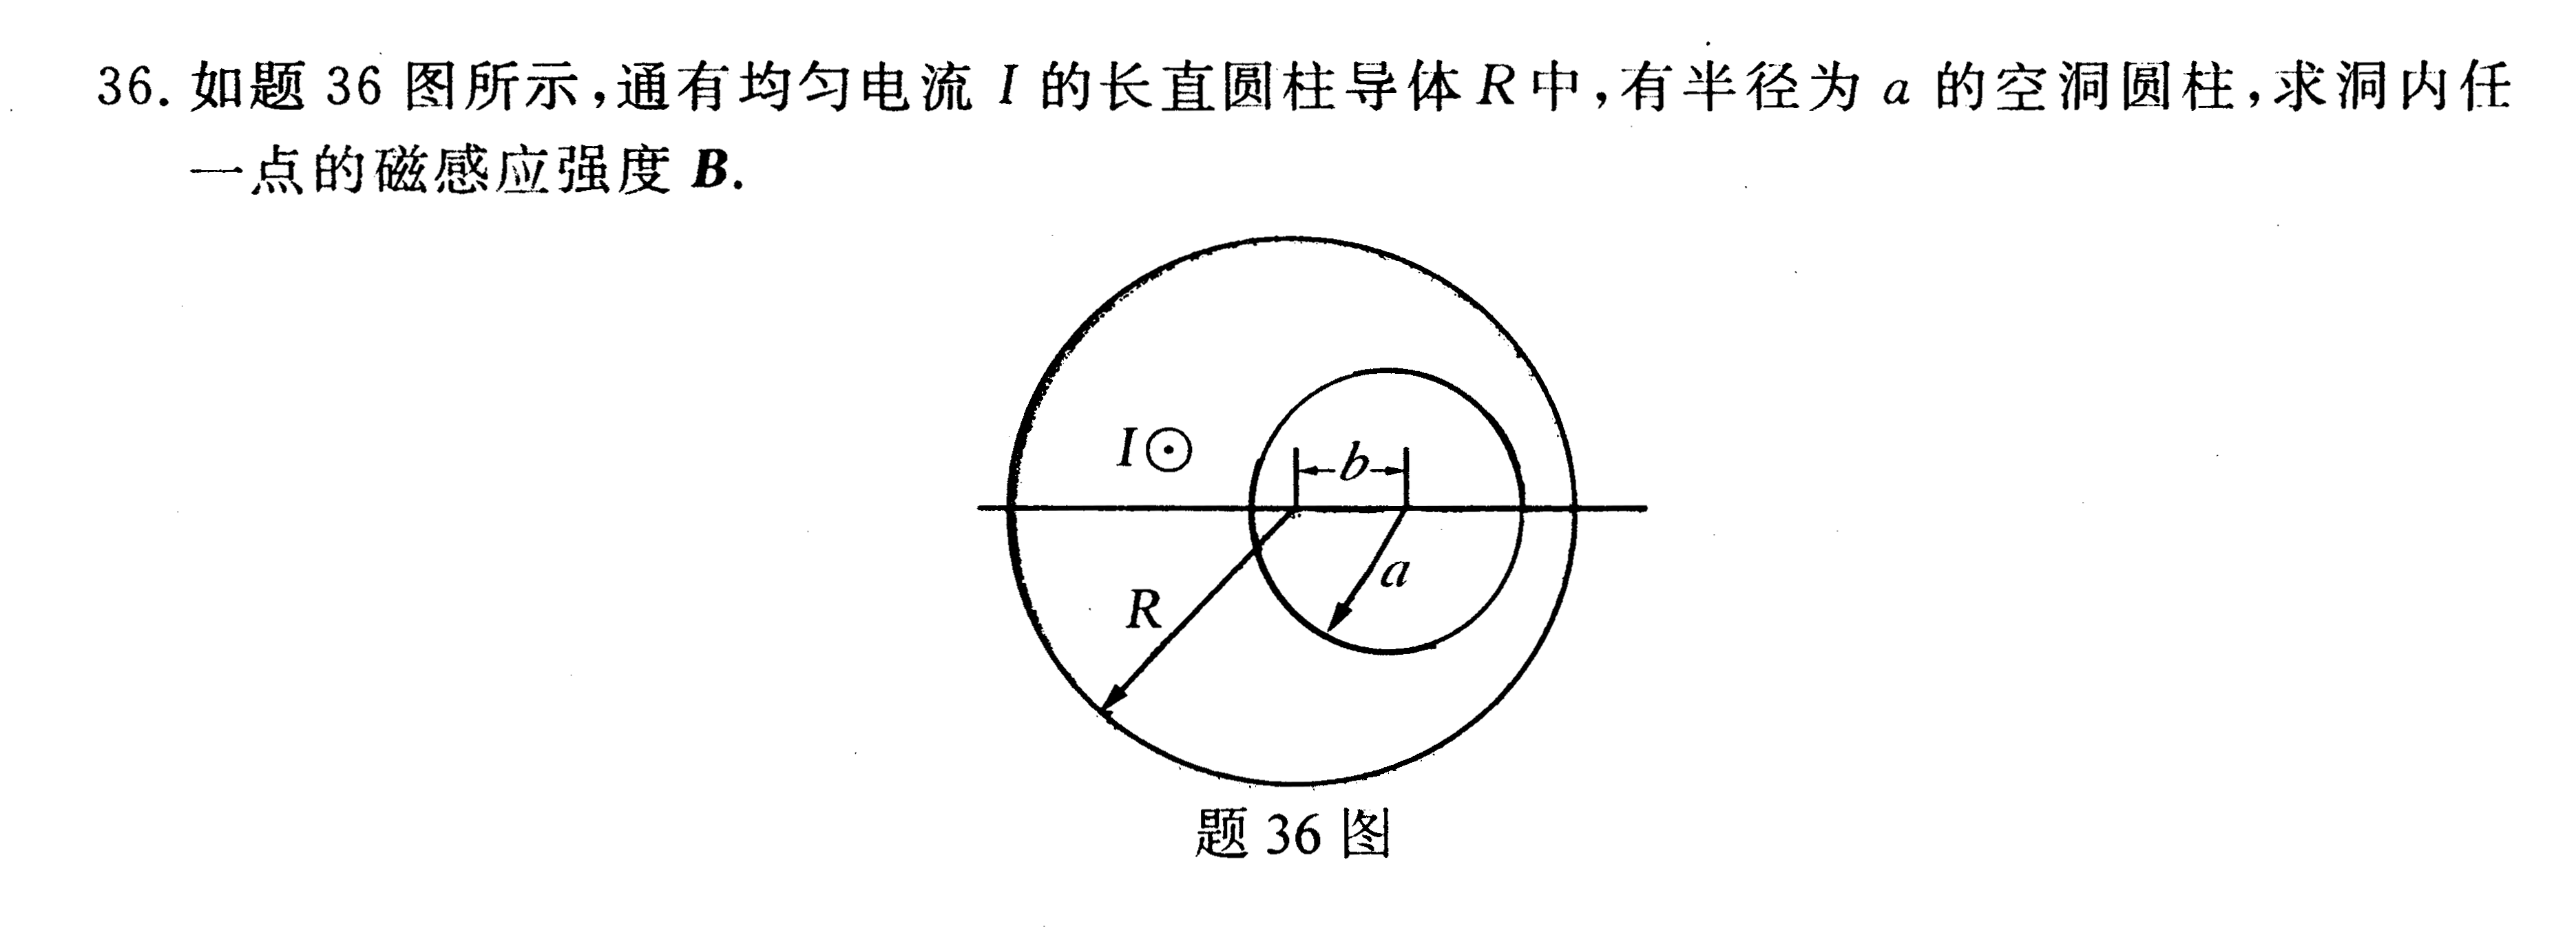 36. 如题 36 图所示,通有均匀电流 I 的长直圆柱导体 R 中,有半径为 a 的空洞圆柱,求洞内任
一点的磁感应强度 B.
I
b
a
R
题 36 图